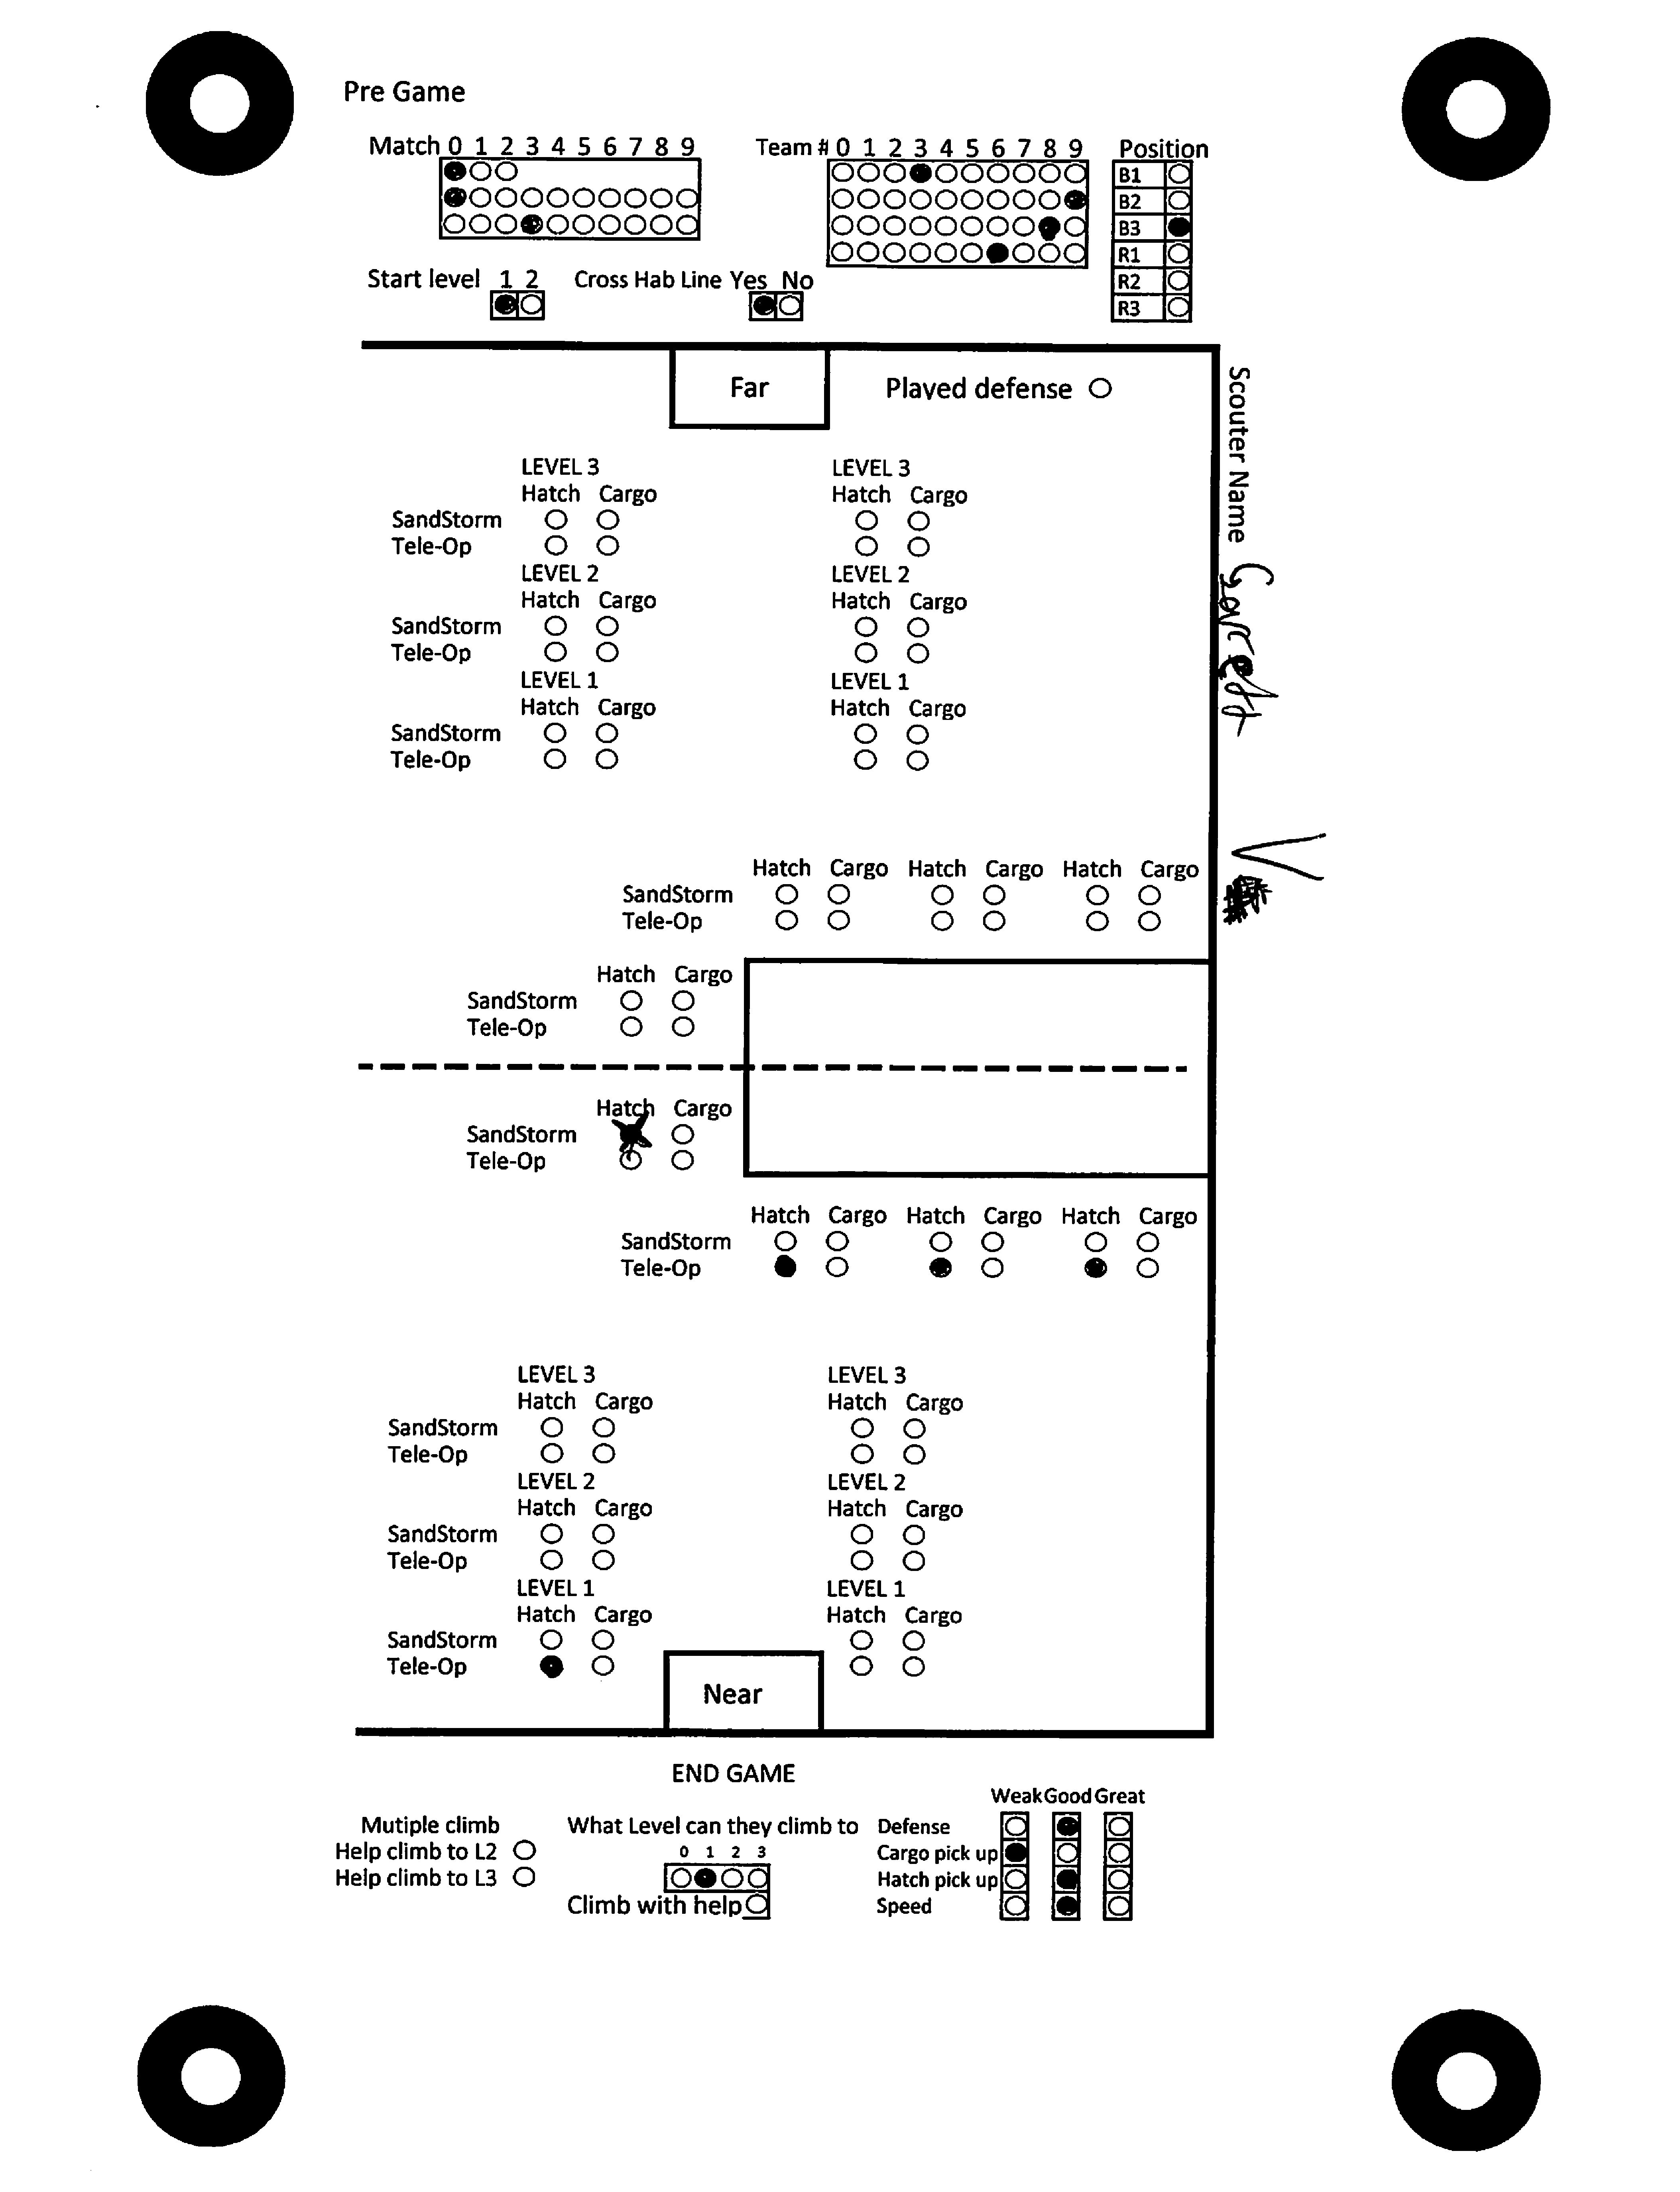 Pre Game
Match 0 1 2 3 4 5 6 7 8 9
Team # 0 1 2 3 4 5 6 7 8 9
Position
B1
B2
B3
R1
R2
R3
Start level 1 2
Cross Hab Line Yes No
Far
Played defense
Scouter Name Garrett V
LEVEL 3 LEVEL 3
Hatch Cargo Hatch Cargo
SandStorm
Tele-Op
LEVEL 2 LEVEL 2
Hatch Cargo Hatch Cargo
SandStorm
Tele-Op
LEVEL 1 LEVEL 1
Hatch Cargo Hatch Cargo
SandStorm
Tele-Op
Hatch Cargo Hatch Cargo Hatch Cargo
SandStorm
Tele-Op
Hatch Cargo
SandStorm
Tele-Op
Hatch Cargo
SandStorm
Tele-Op
Hatch Cargo Hatch Cargo Hatch Cargo
SandStorm
Tele-Op
LEVEL 3 LEVEL 3
Hatch Cargo Hatch Cargo
SandStorm
Tele-Op
LEVEL 2 LEVEL 2
Hatch Cargo Hatch Cargo
SandStorm
Tele-Op
LEVEL 1 LEVEL 1
Hatch Cargo Hatch Cargo
SandStorm
Tele-Op
Near
END GAME
Mutiple climb
Help climb to L2
Help climb to L3
What Level can they climb to
0 1 2 3
Climb with help
Weak Good Great
Defense
Cargo pick up
Hatch pick up
Speed